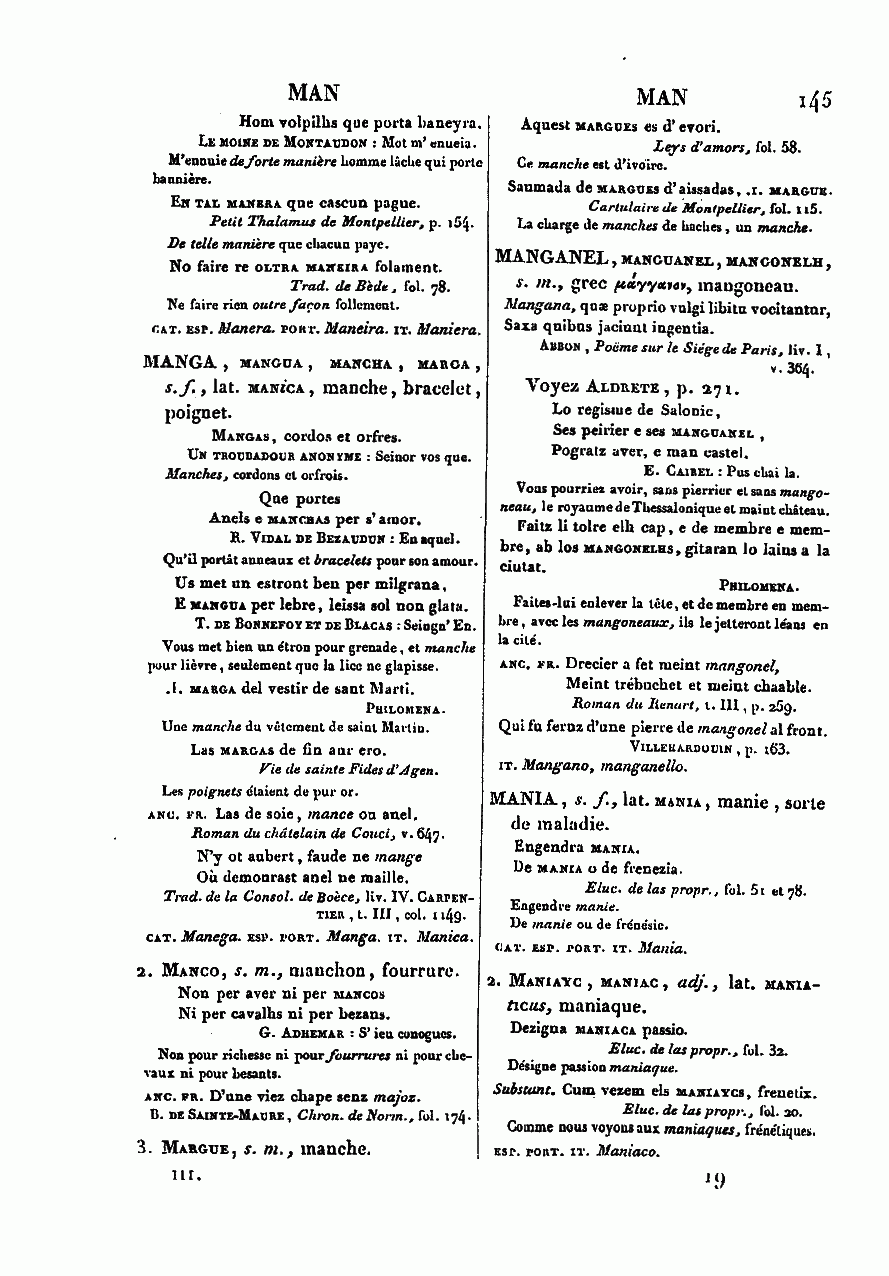 MAN
Hom volpilhs que porta baneyra.
LE MOINE DE MONTAUDON : Mot m'enueia.
M'ennuie de forte manière homme lâche qui porte
bannière.
EN TAL MANERA que cascun pague.
Petit Thalamus de Montpellier, p. 154.
De telle manière que chacun paye.
No faire re OLTRA MANEIRA folament.
Trad. de Bède, fol. 78.
Ne faire rien outre façon follement.
CAT. ESP. Manera. PORT. Maneira. IT. Maniera.
MANGA, MANGUA, MANCHA, MARGA,
s. f., lat. MANICA, manche, bracelet,
poignet.
MANGAS, cordos et orfres.
UN TROUBADOUR ANONYME : Seinor vos que.
Manches, cordons et orfrois.
Que portes
Anels e MANCHAS per s'amor.
R. VIDAL DE BEZAUDUN : En aquel.
Qu'il portât anneaux et bracelets pour son amour.
Us met un estront ben per milgrana,
E MANGUA per lebre, leissa sol non glata.
T. DE BONNEFOY ET DE BLACAS : Seingn' En.
Vous met bien un étron pour grenade, et manche
pour lièvre, seulement que la lice ne glapisse.
.I. MARGA del vestir de sant Marti.
PHILOMENA.
Une manche du vêtement de saint Martin.
Las MARGAS de fin aur ero.
Vie de sainte Fides d'Agen.
Les poignets étaient de pur or.
ANC. FR. Las de soie, mance ou anel.
Roman du châtelain de Couci, v. 647.
N'y ot aubert, faude ne mange
Où demonrast anel ne maille.
Trad. de la Consol. de Boèce, liv. IV. CARPEN-
TIER, t. III, col. 1149.
CAT. Manega. ESP. PORT. Manga. IT. Manica.
2. MANCO, s. m., manchon, fourrure.
Non per aver ni per MANCOS
Ni per cavalhs ni per bezans.
G. ADHEMAR : S'ieu conogues.
Non pour richesse ni pour fourrures ni pour che-
vaux ni pour besants.
ANC. FR. D'une viez chape senz majoz.
B. DE SAINTE-MAURE, Chron. de Norm., fol. 174.
3. MARGUE, s. m., manche.
III.
MAN 145
Aquest MARGUES es d'evori.
Leys d'amors, fol. 58.
Ce manche est d'ivoire.
Saumada de MARGUES d'aissadas, .I. MARGUE.
Cartulaire de Montpellier, fol. 115.
La charge de manches de haches, un manche.
MANGANEL, MANGUANEL, MANGONELH,
s. m., grec μάγγανον, mangoneau.
Mangana, quæ proprio vulgi libitu vocitantur,
Saxa quibus jaciunt ingentia.
ABBON, Poëme sur le Siége de Paris, liv. I,
v. 364.
Voyez ALDRETE, p. 271.
Lo regisme de Salonic,
Ses peirier e ses MANGUANEL,
Pogratz aver, e man castel.
E. CAIREL : Pus chai la.
Vous pourriez avoir, sans pierrier et sans mango-
neau, le royaume de Thessalonique et maint château.
Faitz li tolre elh cap, e de membre e mem-
bre, ab los MANGONELHS, gitaran lo lains a la
ciutat.
PHILOMENA.
Faites-lui enlever la tête, et de membre en mem-
bre, avec les mangoneaux, ils le jetteront léans en
la cité.
ANC. FR. Drecier a fet meint mangonel,
Meint trébuchet et meint chaable.
Roman du Renart, t. III, p. 259.
Qui fu feruz d'une pierre de mangonel al front.
VILLEHARDOUIN, p. 163.
IT. Mangano, manganello.
MANIA, s. f., lat. MANIA, manie, sorte
de maladie.
Engendra MANIA.
De MANIA o de frenezia.
Eluc. de las propr., fol. 51 et 78.
Engendre manie.
De manie ou de frénésie.
CAT. ESP. PORT. IT. Mania.
2. MANIAYC, MANIAC, adj., lat. MANIA-
ticus, maniaque.
Dezigna MANIACA passio.
Eluc. de las propr., fol. 32.
Désigne passion maniaque.
Substant. Cum vezem els MANIAYCS, frenetix.
Eluc. de las propr., fol. 20.
Comme nous voyons aux maniaques, frénétiques.
ESP. PORT. IT. Maniaco.
19